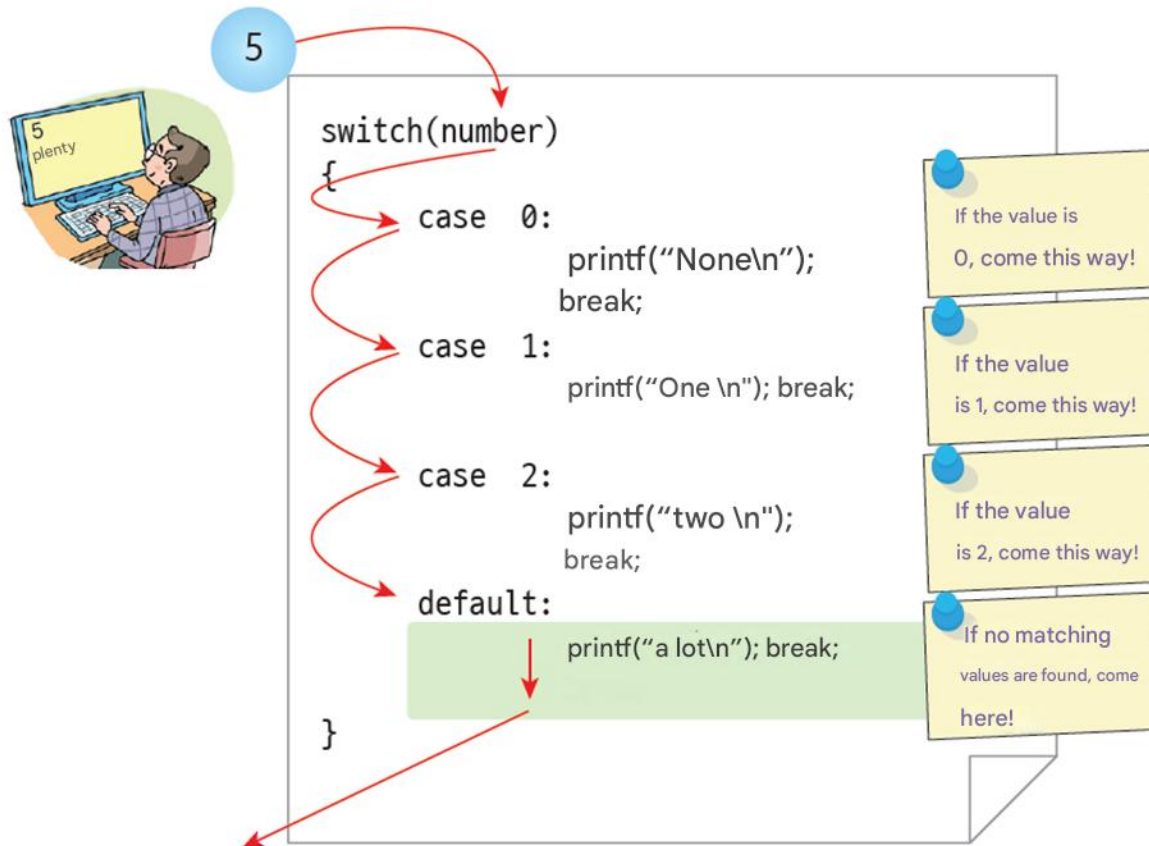 5
5
plenty
switch(number)
{
case 0:
printf(“None\n”);
break;
case 1:
printf(“One \n"); break;
case 2:
printf(“two \n");
break;
default:
printf(“a lot\n”); break;
}
If the value is
0, come this way!
If the value
is 1, come this way!
If the value
is 2, come this way!
If no matching
values are found, come
here!